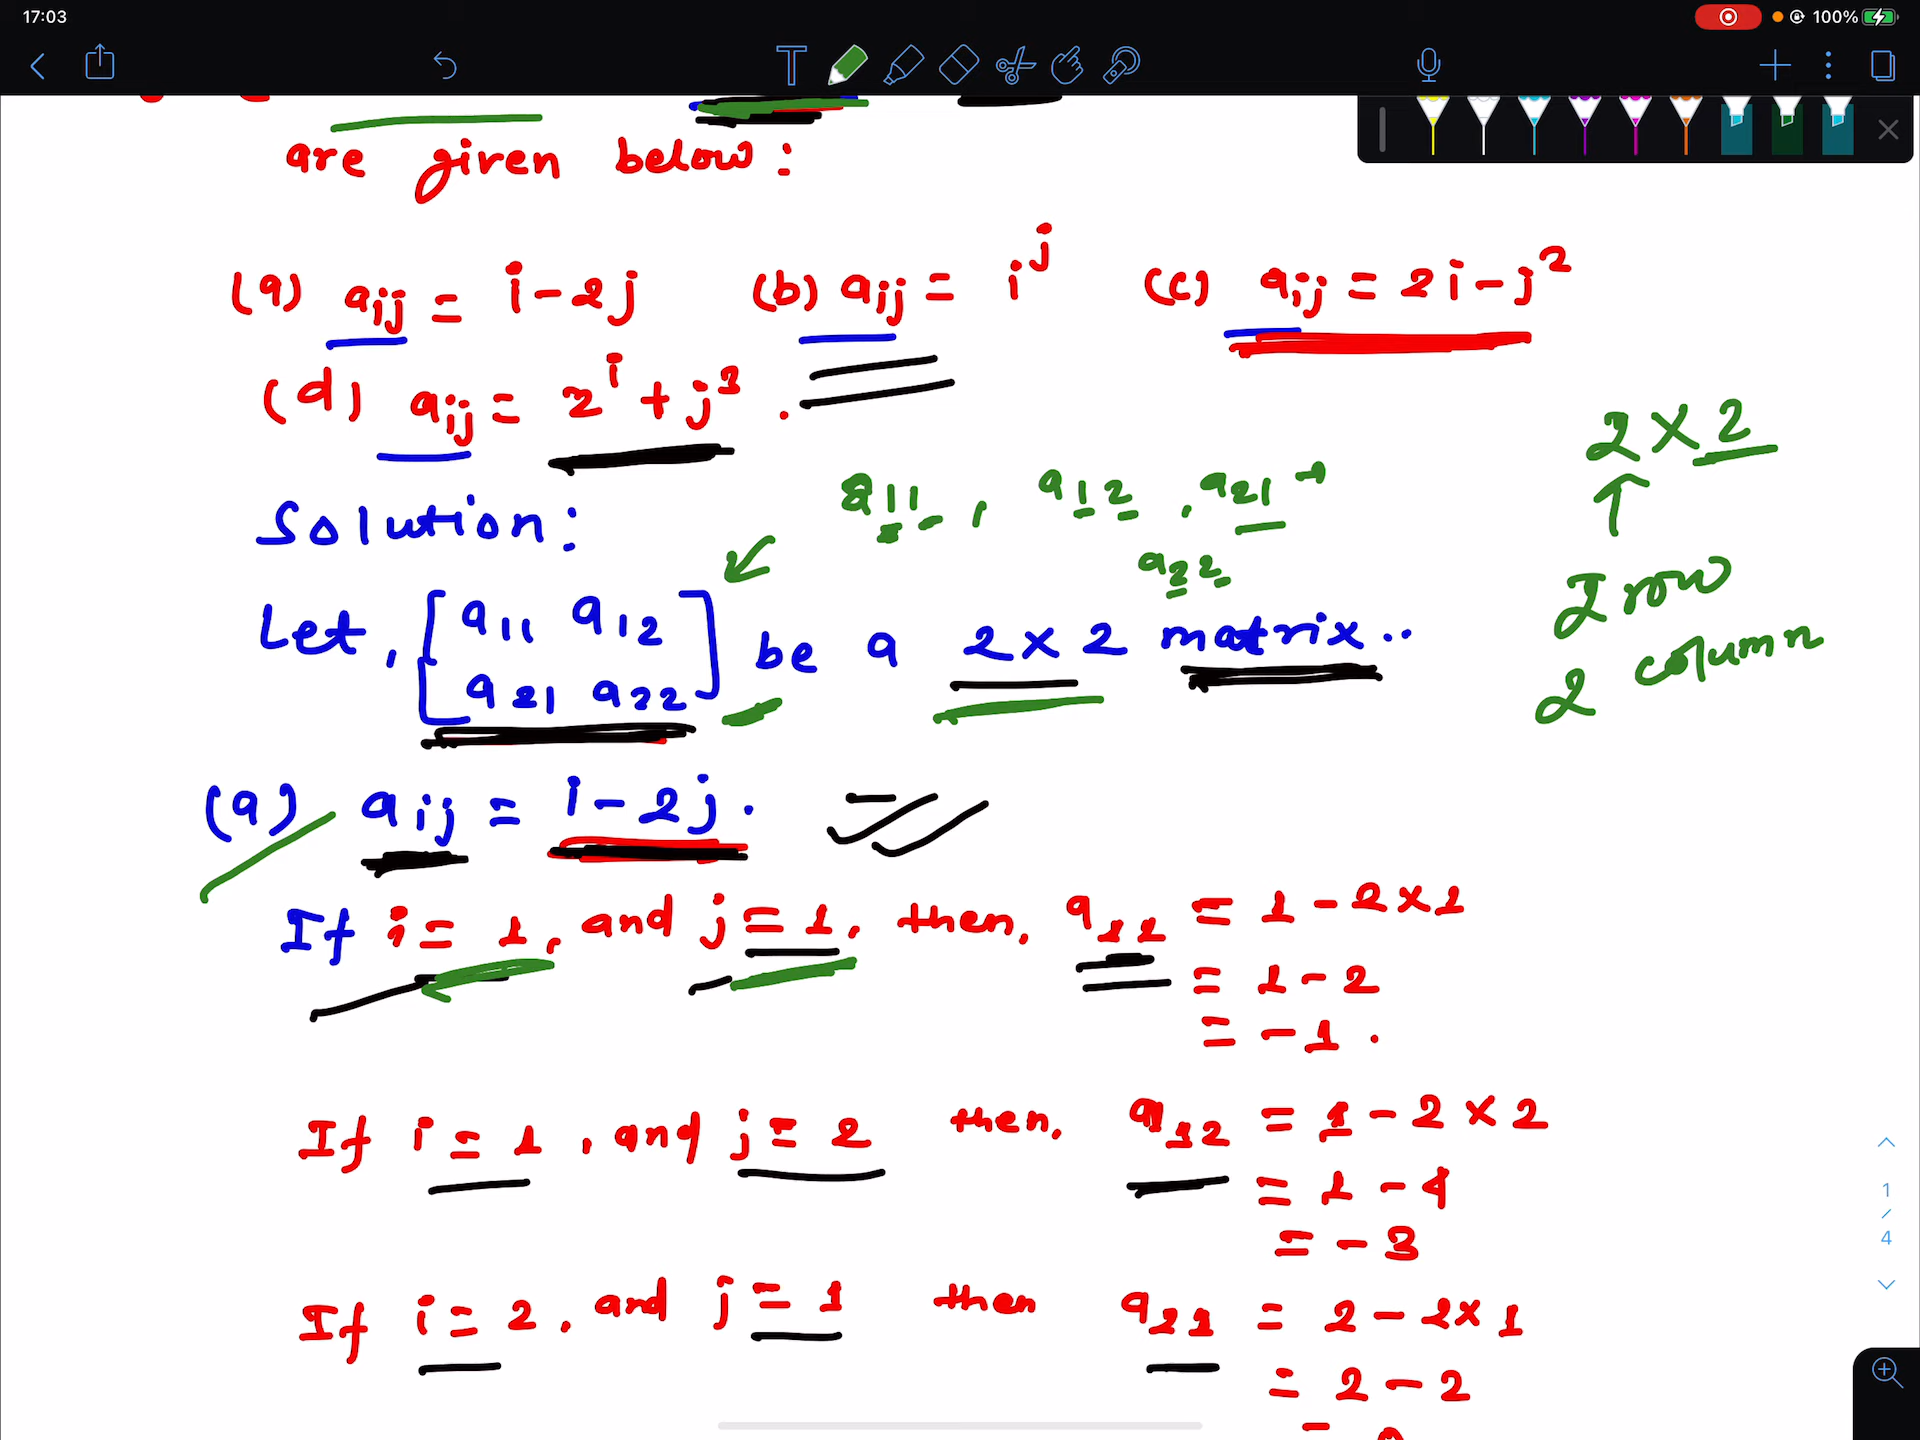 17:03
100%
are given below:
(a) aij = i-2j (b) aij = i^j (c) aij = 2i-j²
(d) aij = 2^i + j³ .
2×2
Solution:
a11 , a12 , a21
a22
2 row
2 column
Let, [a11 a12
a21 a22] be a 2×2 matrix..
(a) aij = i-2j.
If i= 1, and j=1, then, a11 = 1-2×1
= 1-2
= -1 .
If i=1 , and j=2 then, a12 = 1-2×2
= 1-4
= -3
If i=2, and j=1 then a21 = 2-2×1
= 2-2
1
/
4